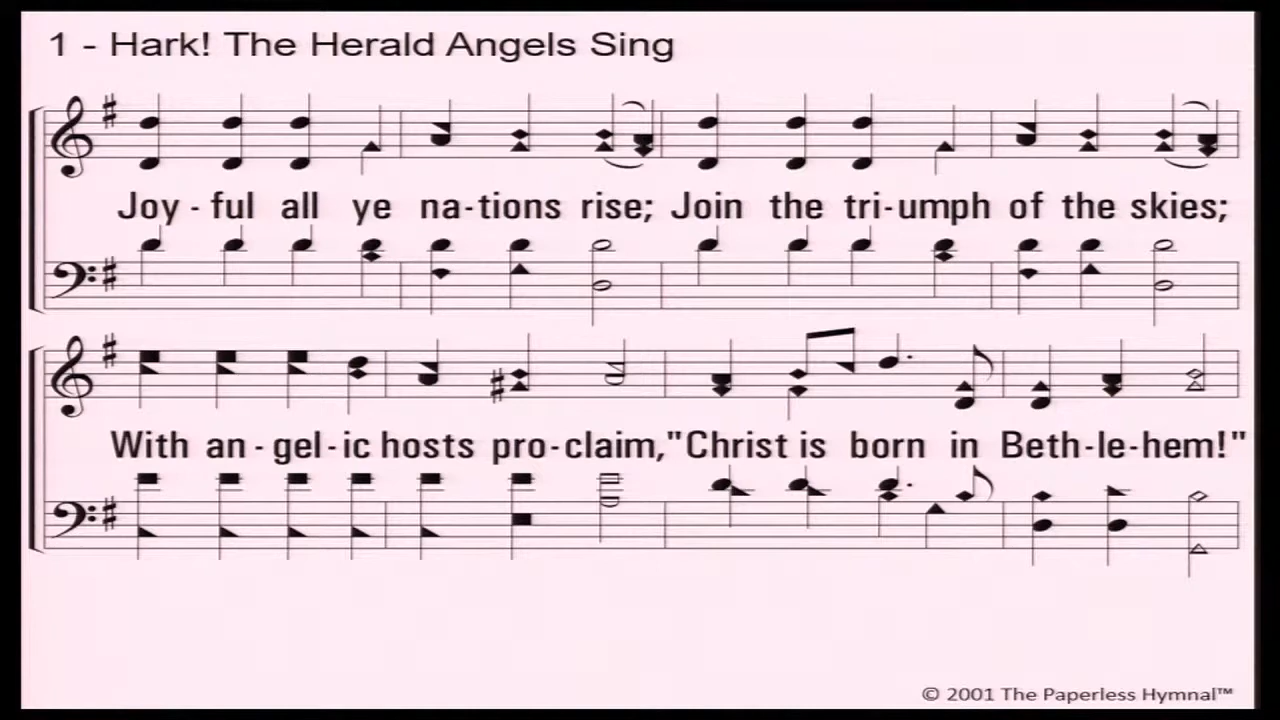 1 - Hark! The Herald Angels Sing
Joy - ful all ye na-tions rise; Join the tri-umph of the skies;
With an - gel - ic hosts pro-claim,"Christ is born in Beth-le-hem!"
© 2001 The Paperless Hymnal™